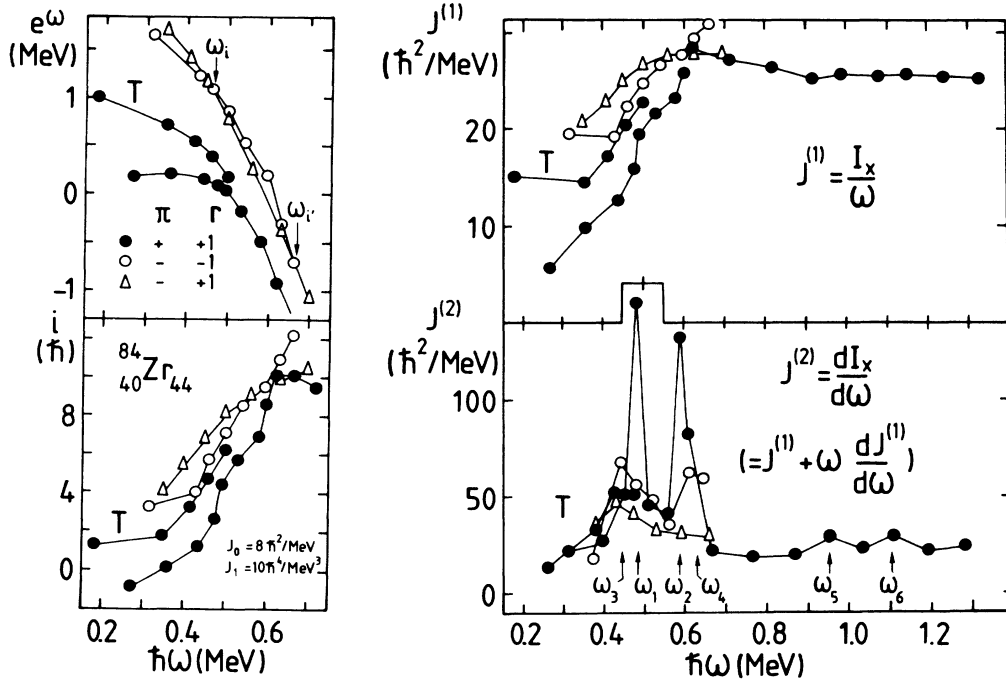 e^ω
(MeV)
1
0
-1
T
ω_i
ω_i'
π r
● + +1
○ - -1
△ - +1
i
(ħ)
8
4
0
⁸⁴₄₀Zr₄₄
T
J₀ = 8 ħ²/MeV
J₁ = 10ħ⁴/MeV³
0.2 0.4 0.6
ħω(MeV)
J⁽¹⁾
(ħ²/MeV)
20
10
T
J⁽¹⁾ = I_x/ω
J⁽²⁾
(ħ²/MeV)
100
50
0
J⁽²⁾ = dI_x/dω
(= J⁽¹⁾ + ω dJ⁽¹⁾/dω)
T
ω₃ ω₁ ω₂ ω₄ ω₅ ω₆
0.2 0.4 0.6 0.8 1.0 1.2
ħω(MeV)